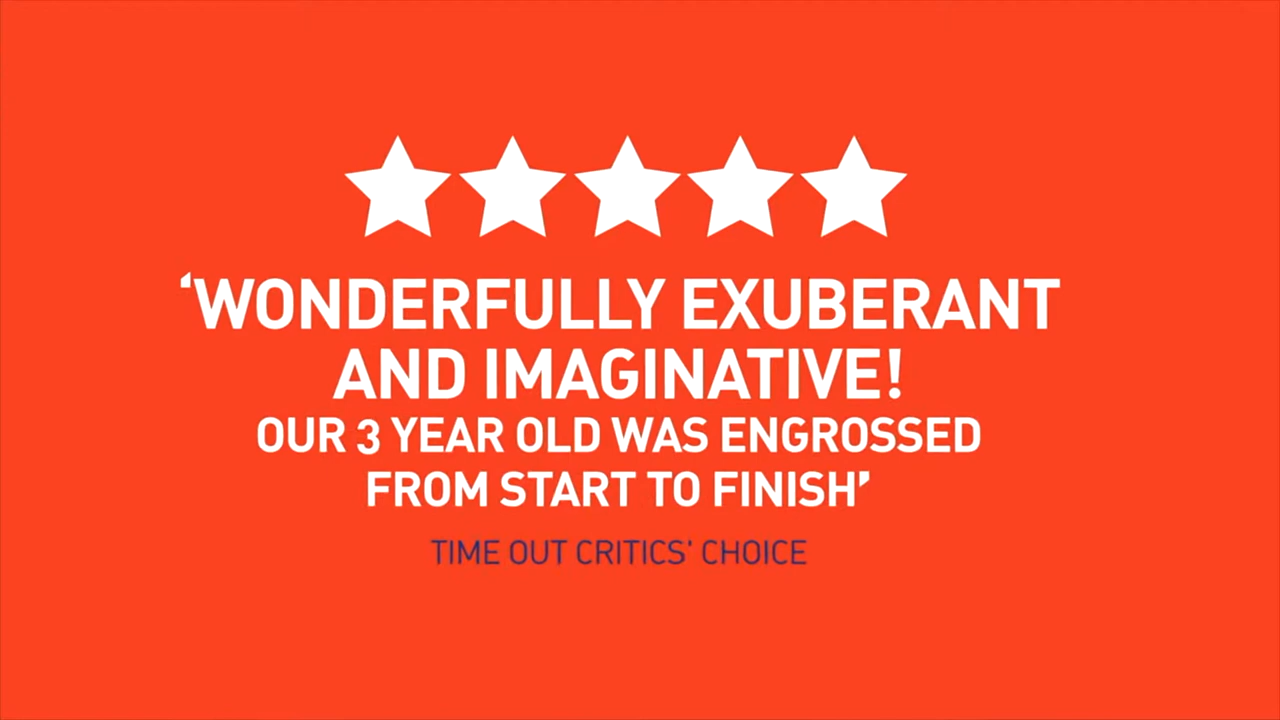 ‘WONDERFULLY EXUBERANT
AND IMAGINATIVE!
OUR 3 YEAR OLD WAS ENGROSSED
FROM START TO FINISH’
TIME OUT CRITICS’ CHOICE